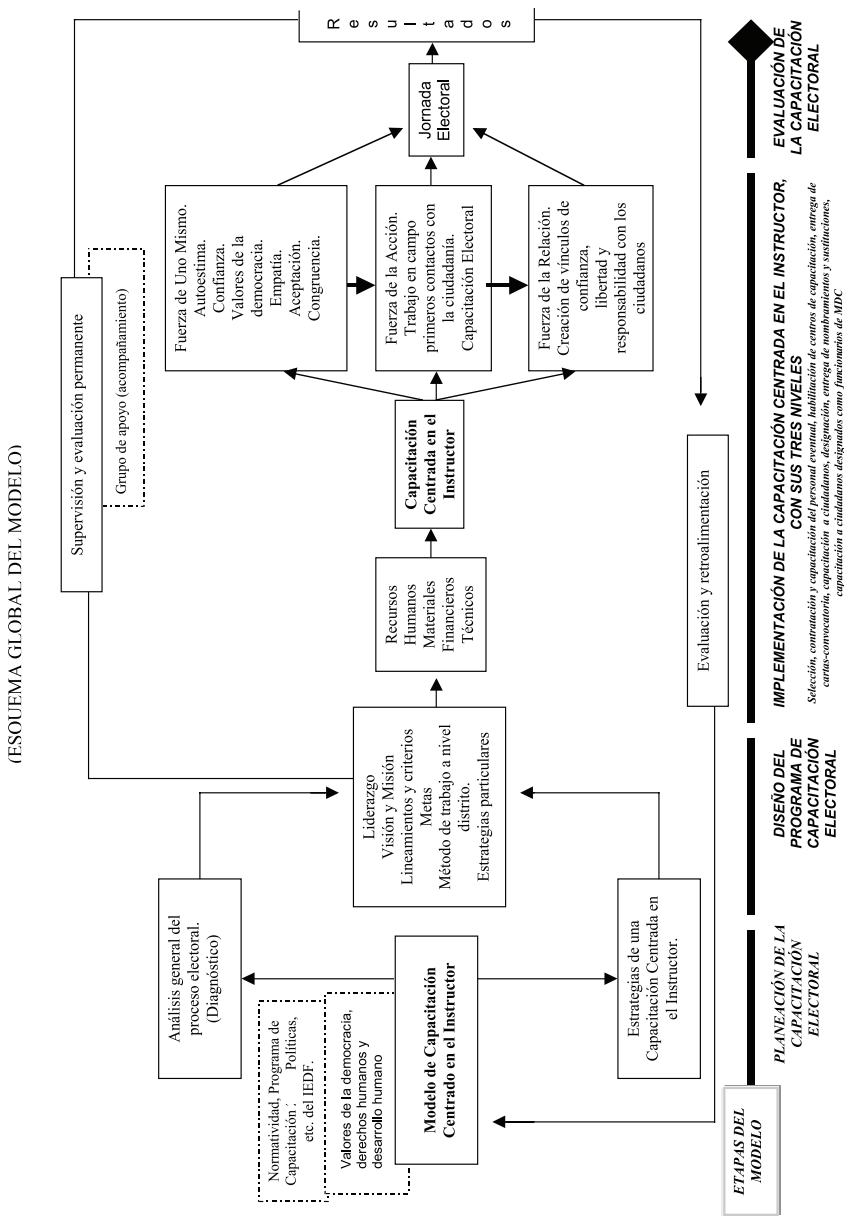 (ESQUEMA GLOBAL DEL MODELO)
Supervisión y evaluación permanente
Grupo de apoyo (acompañamiento)
Análisis general del
proceso electoral.
(Diagnóstico)
Normatividad, Programa de
Capacitación : Políticas,
etc. del IEDF.
Valores de la democracia,
derechos humanos y
desarrollo humano
Modelo de Capacitación
Centrado en el Instructor
Estrategias de una
Capacitación Centrada en
el Instructor.
Liderazgo
Visión y Misión
Lineamientos y criterios
Metas
Método de trabajo a nivel
distrito.
Estrategias particulares
Recursos
Humanos
Materiales
Financieros
Técnicos
Capacitación
Centrada en el
Instructor
Fuerza de Uno Mismo.
Autoestima.
Confianza.
Valores de la
democracia.
Empatía.
Aceptación.
Congruencia.
Fuerza de la Acción.
Trabajo en campo
primeros contactos con
la ciudadanía.
Capacitación Electoral
Fuerza de la Relación.
Creación de vínculos de
confianza,
libertad y
responsabilidad con los
ciudadanos
Jornada
Electoral
R e s u l t a d o s
Evaluación y retroalimentación
ETAPAS DEL
MODELO
PLANEACIÓN DE LA
CAPACITACIÓN
ELECTORAL
DISEÑO DEL
PROGRAMA DE
CAPACITACIÓN
ELECTORAL
IMPLEMENTACIÓN DE LA CAPACITACIÓN CENTRADA EN EL INSTRUCTOR,
CON SUS TRES NIVELES
Selección, contratación y capacitación del personal eventual, habilitación de centros de capacitación, entrega de
cartas-convocatoria, capacitación a ciudadanos, designación, entrega de nombramientos y sustituciones,
capacitación a ciudadanos designados como funcionarios de MDC
EVALUACIÓN DE
LA CAPACITACIÓN
ELECTORAL